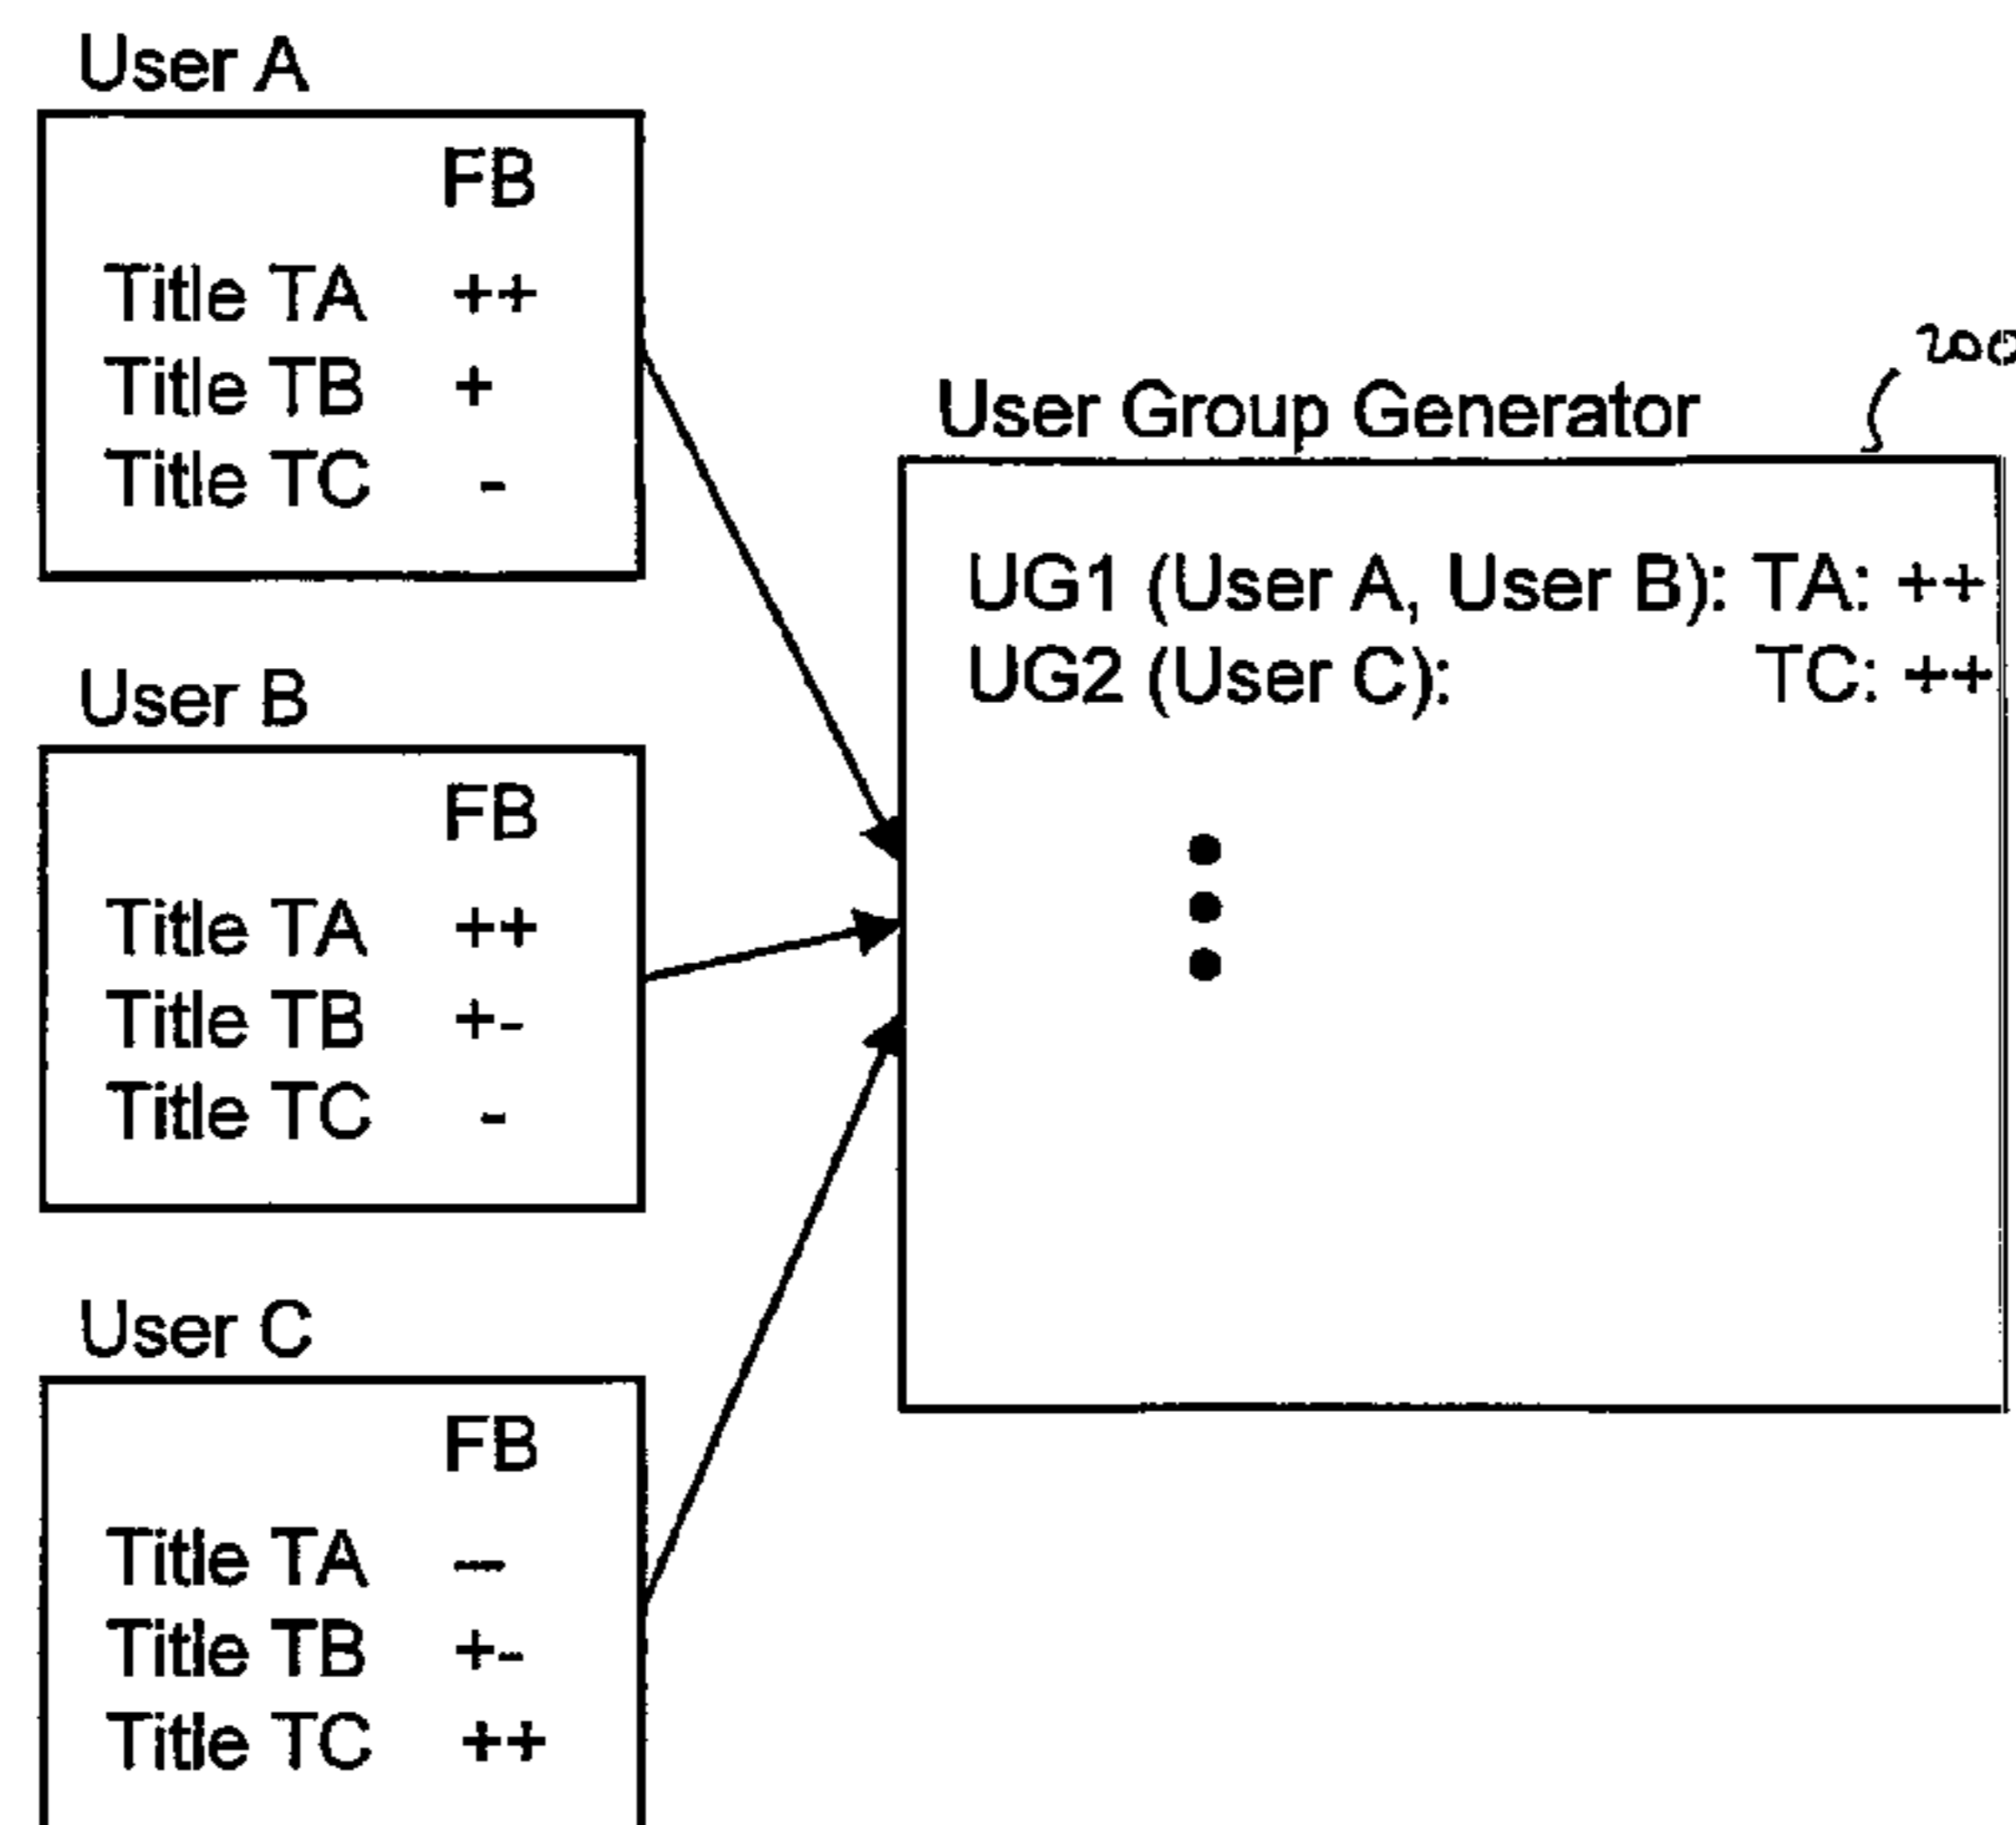 User A
FB
Title TA ++
Title TB +
Title TC -
User B
FB
Title TA ++
Title TB +-
Title TC -
User C
FB
Title TA --
Title TB +-
Title TC ++
200
User Group Generator
UG1 (User A, User B): TA: ++
UG2 (User C): TC: ++